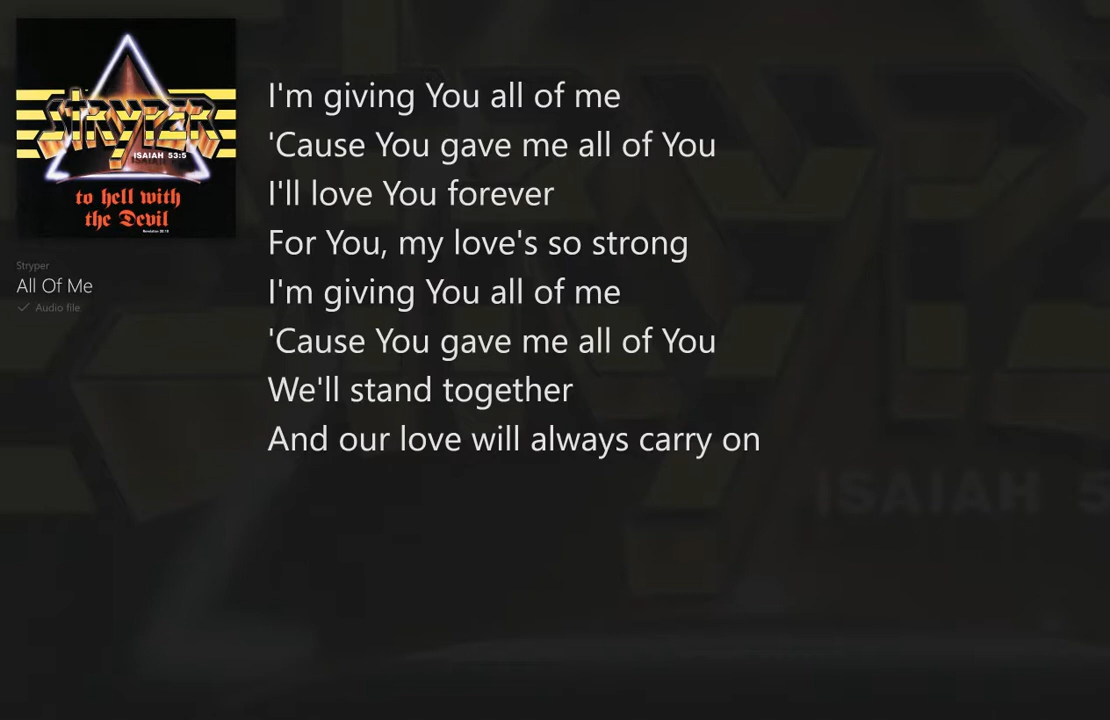 STRYPER
ISAIAH 53:5
to hell with
the Devil
Stryper
All Of Me
Audio file
I'm giving You all of me
'Cause You gave me all of You
I'll love You forever
For You, my love's so strong
I'm giving You all of me
'Cause You gave me all of You
We'll stand together
And our love will always carry on
ISAIAH 5